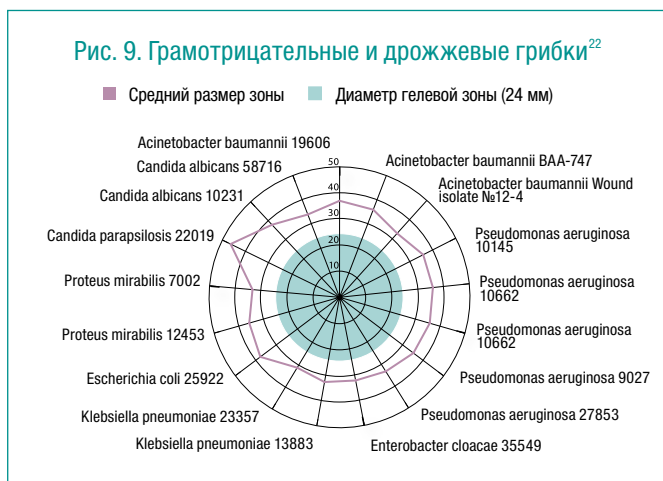 Рис. 9. Грамотрицательные и дрожжевые грибки22
Средний размер зоны
Диаметр гелевой зоны (24 мм)
Acinetobacter baumannii 19606
Candida albicans 58716
Candida albicans 10231
Candida parapsilosis 22019
Proteus mirabilis 7002
Proteus mirabilis 12453
Escherichia coli 25922
Klebsiella pneumoniae 23357
Klebsiella pneumoniae 13883
50
40
30
20
10
Acinetobacter baumannii BAA-747
Acinetobacter baumannii Wound
isolate №12-4
Pseudomonas aeruginosa
10145
Pseudomonas aeruginosa
10662
Pseudomonas aeruginosa
10662
Pseudomonas aeruginosa 9027
Pseudomonas aeruginosa 27853
Enterobacter cloacae 35549